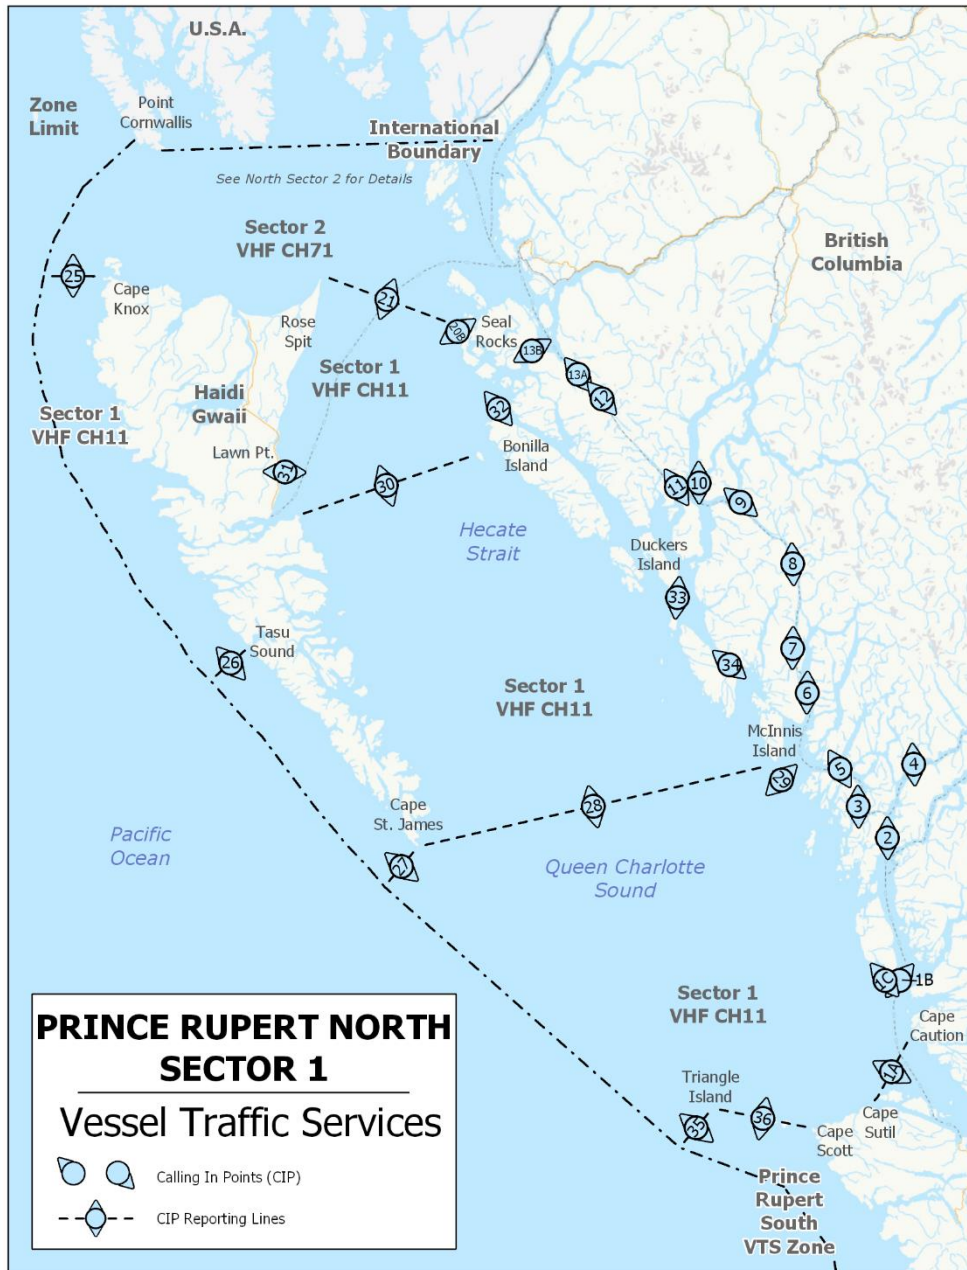 U.S.A.
Zone
Limit
Point
Cornwallis
International
Boundary
See North Sector 2 for Details
Sector 2
VHF CH71
British
Columbia
25
Cape
Knox
21
Rose
Spit
20B
Seal
Rocks
13B
13A
12
Sector 1
VHF CH11
Haidi
Gwaii
32
Sector 1
VHF CH11
Lawn Pt.
31
Bonilla
Island
30
11
10
9
Hecate
Strait
Duckers
Island
8
33
Tasu
Sound
26
7
34
6
Sector 1
VHF CH11
McInnis
Island
29
5
4
28
3
Cape
St. James
2
Pacific
Ocean
27
Queen Charlotte
Sound
1C
1B
Sector 1
VHF CH11
Cape
Caution
1A
Triangle
Island
35
36
Cape
Sutil
Cape
Scott
Prince
Rupert
South
VTS Zone
PRINCE RUPERT NORTH
SECTOR 1
Vessel Traffic Services
Calling In Points (CIP)
CIP Reporting Lines